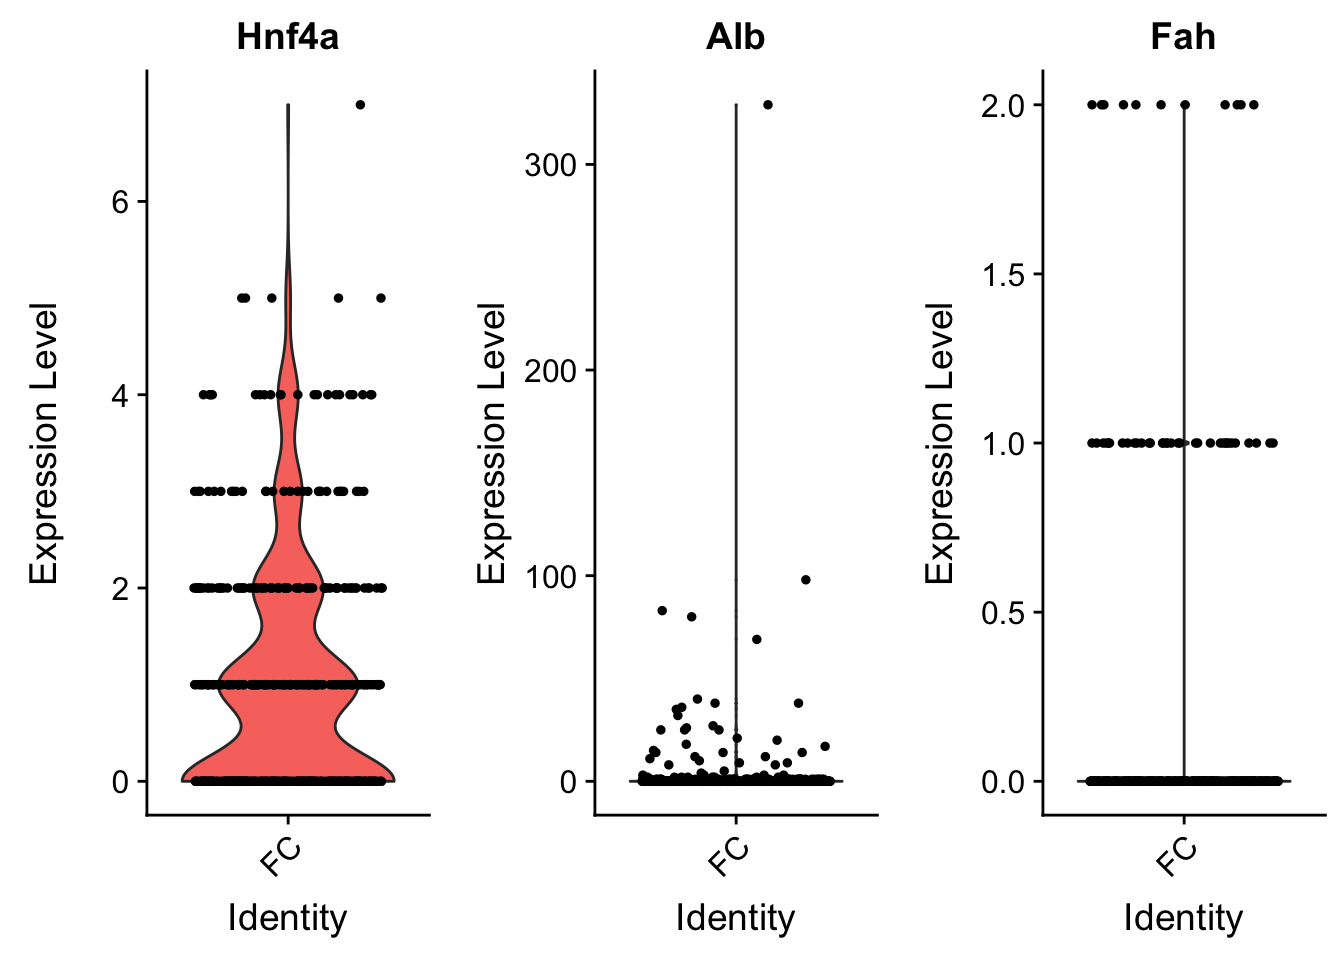 Hnf4a
Expression Level
6
4
2
0
FC
Identity
Alb
Expression Level
300
200
100
0
FC
Identity
Fah
Expression Level
2.0
1.5
1.0
0.5
0.0
FC
Identity